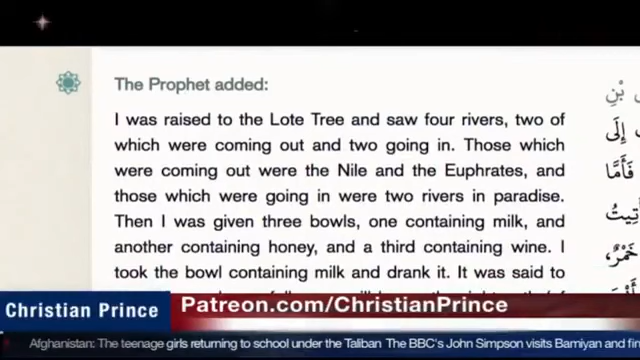 The Prophet added:
I was raised to the Lote Tree and saw four rivers, two of
which were coming out and two going in. Those which
were coming out were the Nile and the Euphrates, and
those which were going in were two rivers in paradise.
Then I was given three bowls, one containing milk, and
another containing honey, and a third containing wine. I
took the bowl containing milk and drank it. It was said to
Christian Prince
Patreon.com/ChristianPrince
Afghanistan: The teenage girls returning to school under the Taliban The BBC's John Simpson visits Bamiyan and fin